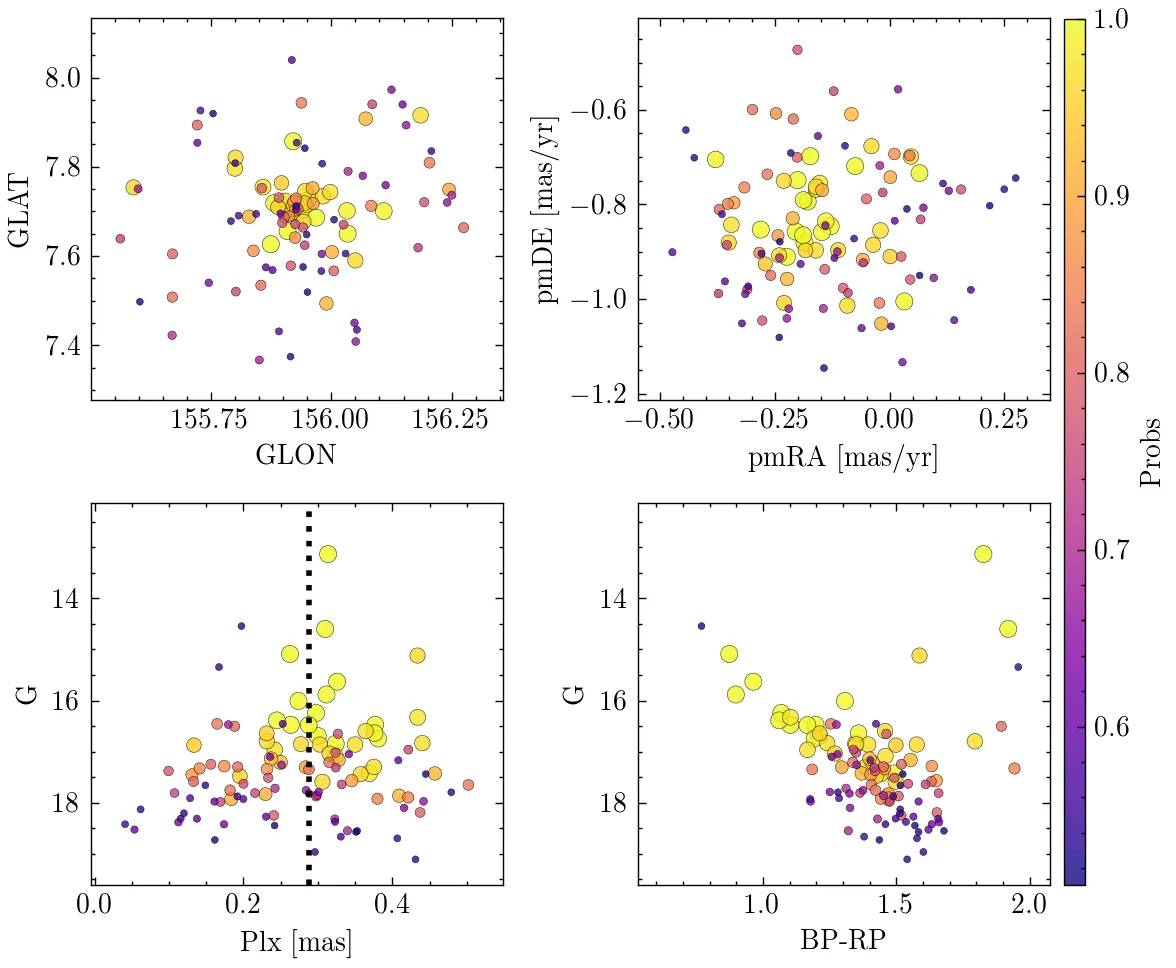 8.0
7.8
7.6
7.4
GLAT
155.75 156.00 156.25
GLON
−0.6
−0.8
−1.0
−1.2
pmDE [mas/yr]
−0.50 −0.25 0.00 0.25
pmRA [mas/yr]
14
16
18
G
0.0 0.2 0.4
Plx [mas]
14
16
18
G
1.0 1.5 2.0
BP-RP
1.0
0.9
0.8
0.7
0.6
Probs